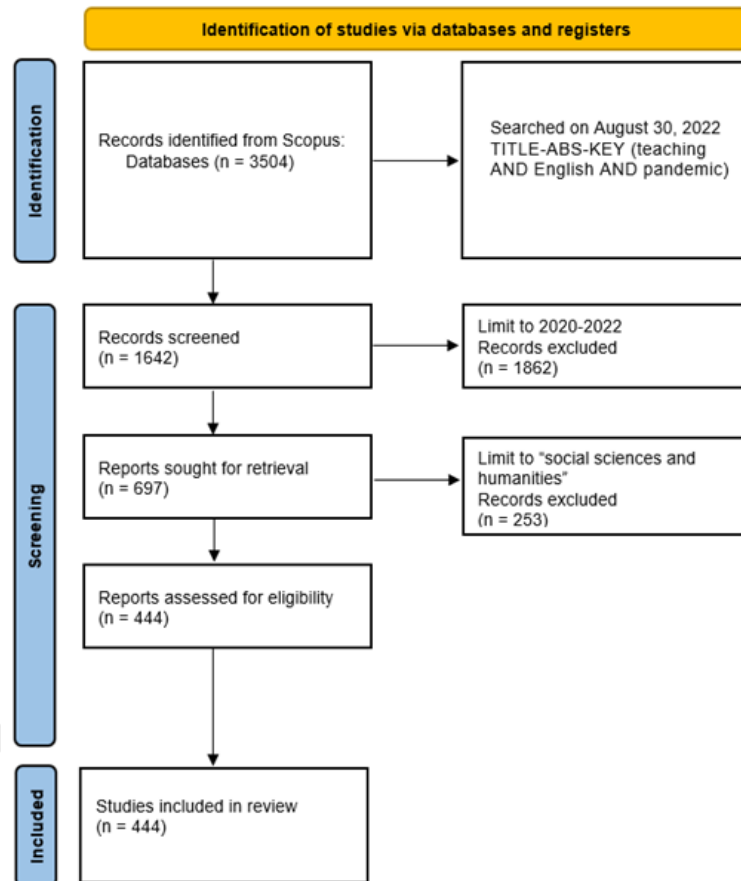 Identification of studies via databases and registers
Identification
Records identified from Scopus:
Databases (n = 3504)
Searched on August 30, 2022
TITLE-ABS-KEY (teaching
AND English AND pandemic)
Screening
Records screened
(n = 1642)
Limit to 2020-2022
Records excluded
(n = 1862)
Reports sought for retrieval
(n = 697)
Limit to “social sciences and
humanities”
Records excluded
(n = 253)
Reports assessed for eligibility
(n = 444)
Included
Studies included in review
(n = 444)